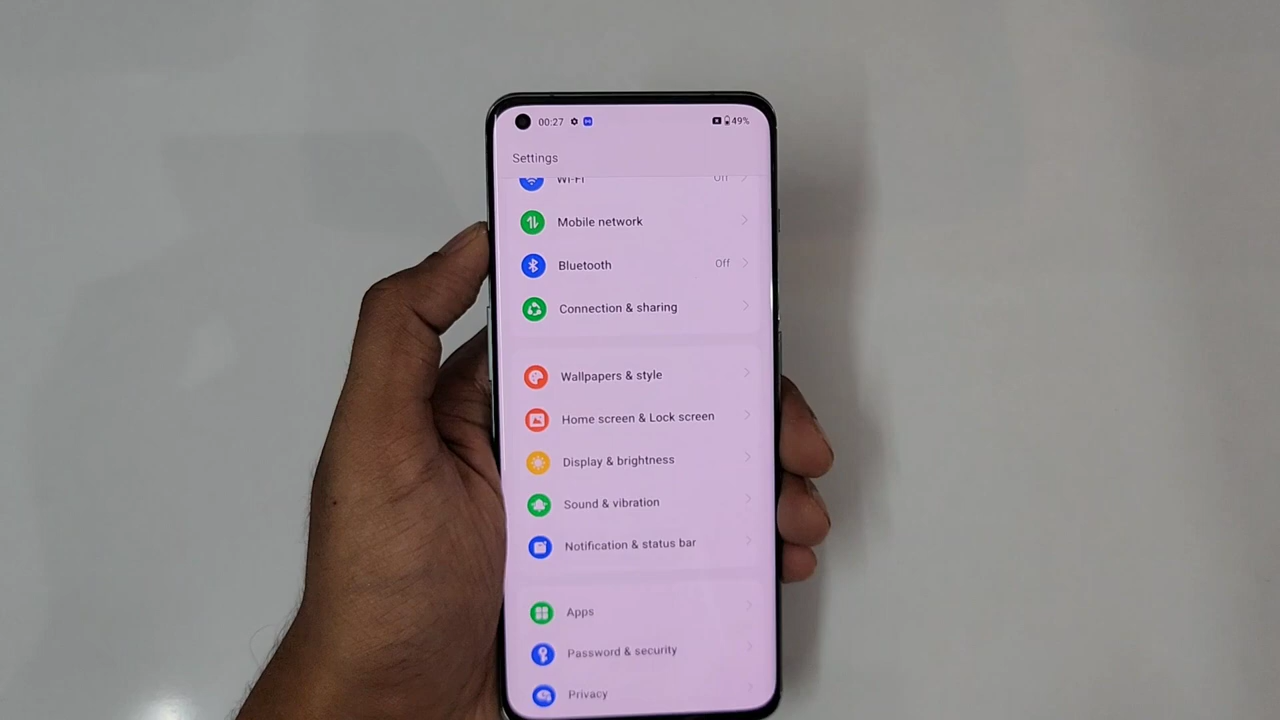 00:27 49%
Settings
Wi-Fi Off
Mobile network
Bluetooth Off
Connection & sharing
Wallpapers & style
Home screen & Lock screen
Display & brightness
Sound & vibration
Notification & status bar
Apps
Password & security
Privacy